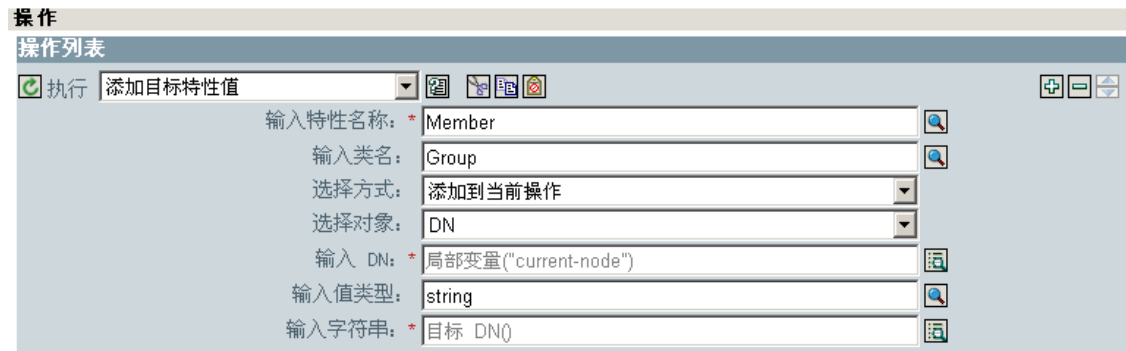 操作
操作列表
执行 添加目标特性值
输入特性名称: * Member
输入类名: Group
选择方式: 添加到当前操作
选择对象: DN
输入 DN: * 局部变量("current-node")
输入值类型: string
输入字符串: * 目标 DN()